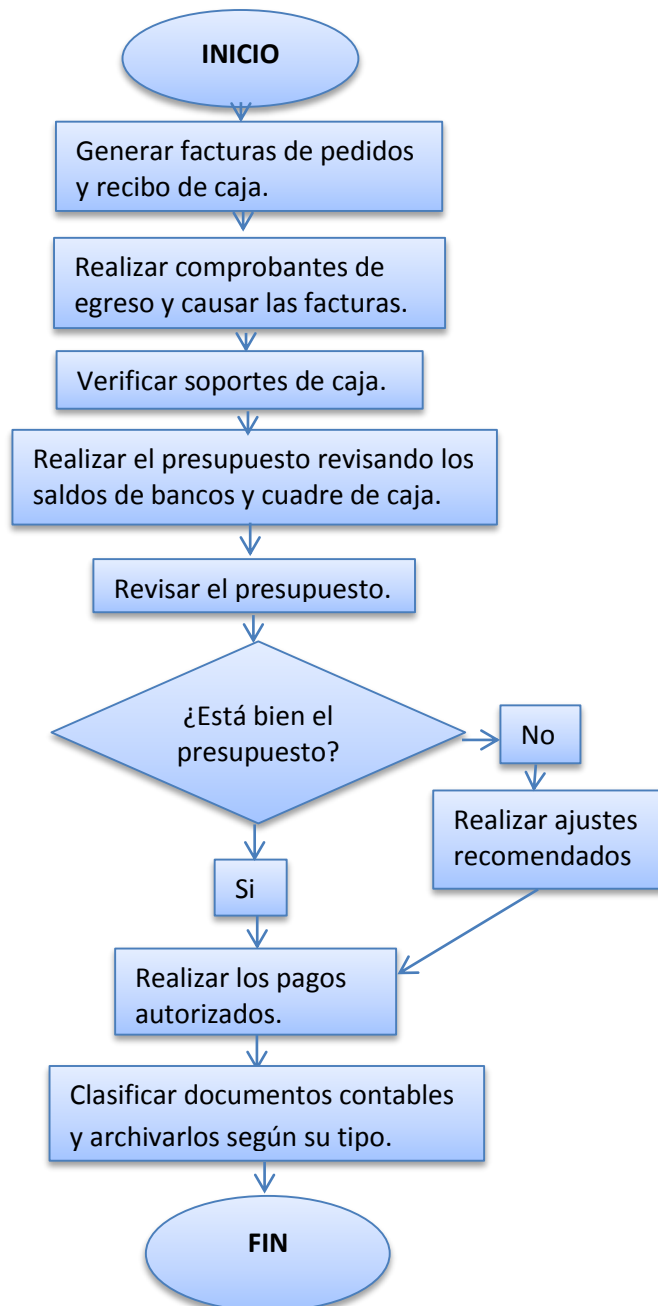 INICIO
Generar facturas de pedidos
y recibo de caja.
Realizar comprobantes de
egreso y causar las facturas.
Verificar soportes de caja.
Realizar el presupuesto revisando los
saldos de bancos y cuadre de caja.
Revisar el presupuesto.
¿Está bien el
presupuesto?
No
Realizar ajustes
recomendados
Si
Realizar los pagos
autorizados.
Clasificar documentos contables
y archivarlos según su tipo.
FIN